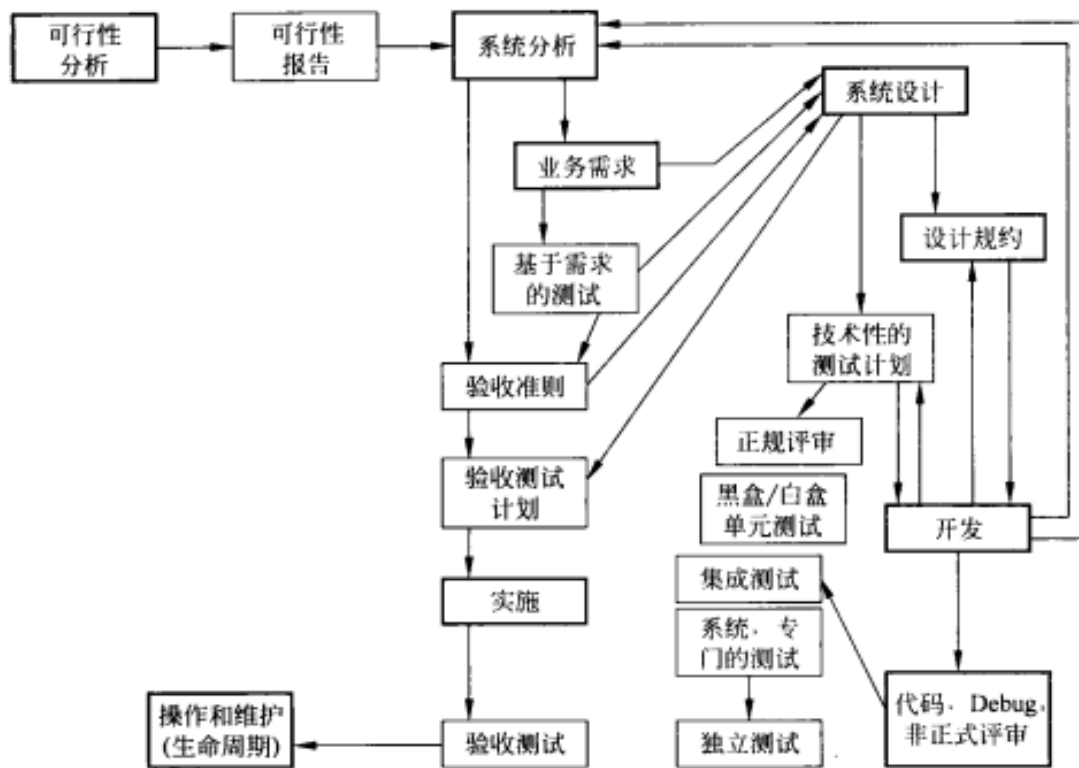 可行性
分析
可行性
报告
系统分析
系统设计
业务需求
设计规约
基于需求
的测试
技术性的
测试计划
验收准则
正规评审
验收测试
计划
黑盒/白盒
单元测试
开发
集成测试
实施
系统、专
门的测试
代码、Debug、
非正式评审
操作和维护
(生命周期)
验收测试
独立测试